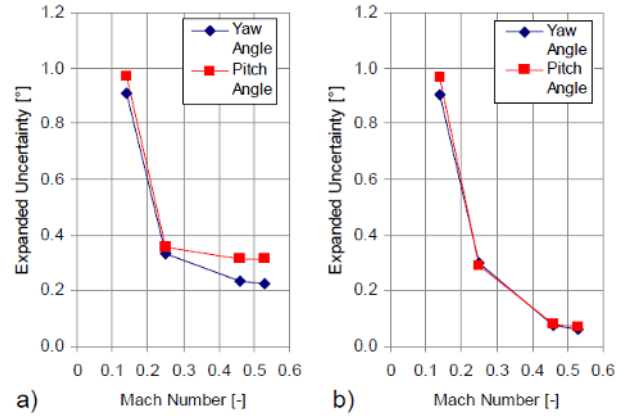 1.2
1.0
0.8
0.6
0.4
0.2
0.0
Expanded Uncertainty [°]
0 0.1 0.2 0.3 0.4 0.5 0.6
Mach Number [-]
Yaw
Angle
Pitch
Angle
a)
1.2
1.0
0.8
0.6
0.4
0.2
0.0
Expanded Uncertainty [°]
0 0.1 0.2 0.3 0.4 0.5 0.6
Mach Number [-]
Yaw
Angle
Pitch
Angle
b)